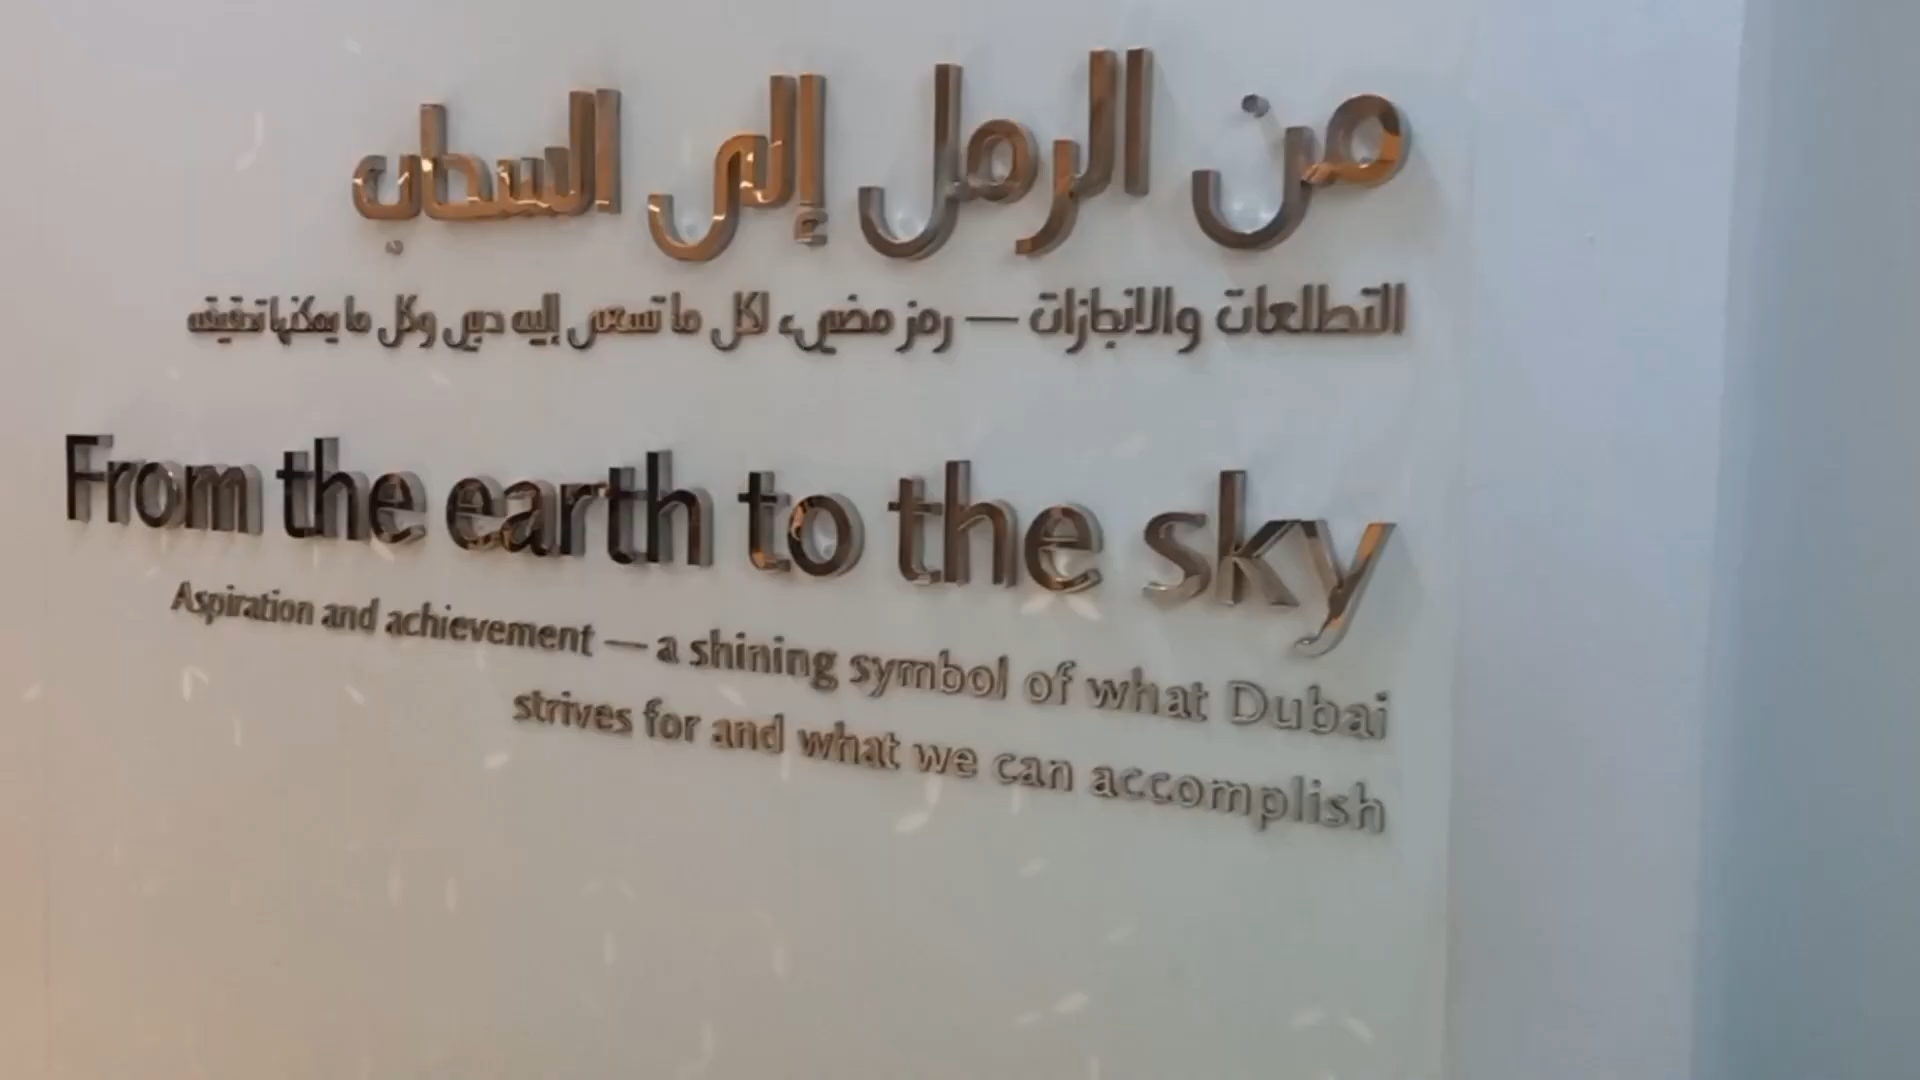 من الرمل إلى السحاب
التطلعات والانجازات — رمز مضيء لكل ما تسعى إليه دبي وكل ما يمكنها تحقيقه
From the earth to the sky
Aspiration and achievement — a shining symbol of what Dubai
strives for and what we can accomplish